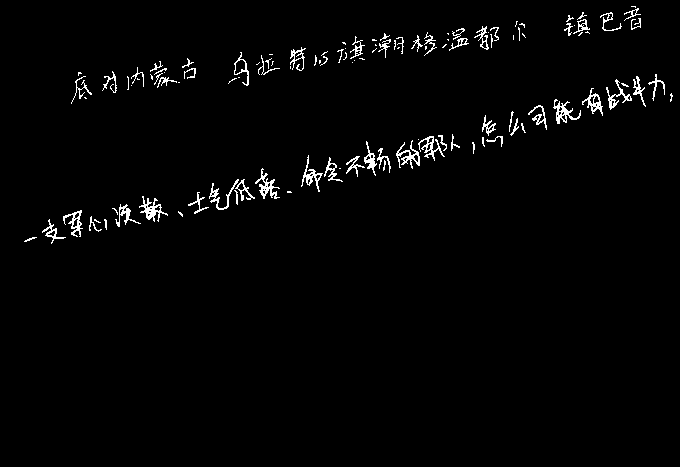 底对内蒙古 乌拉特后旗潮格温都尔 镇巴音
一支军心涣散、士气低落、命令不畅的部队，怎么可能有战斗力，